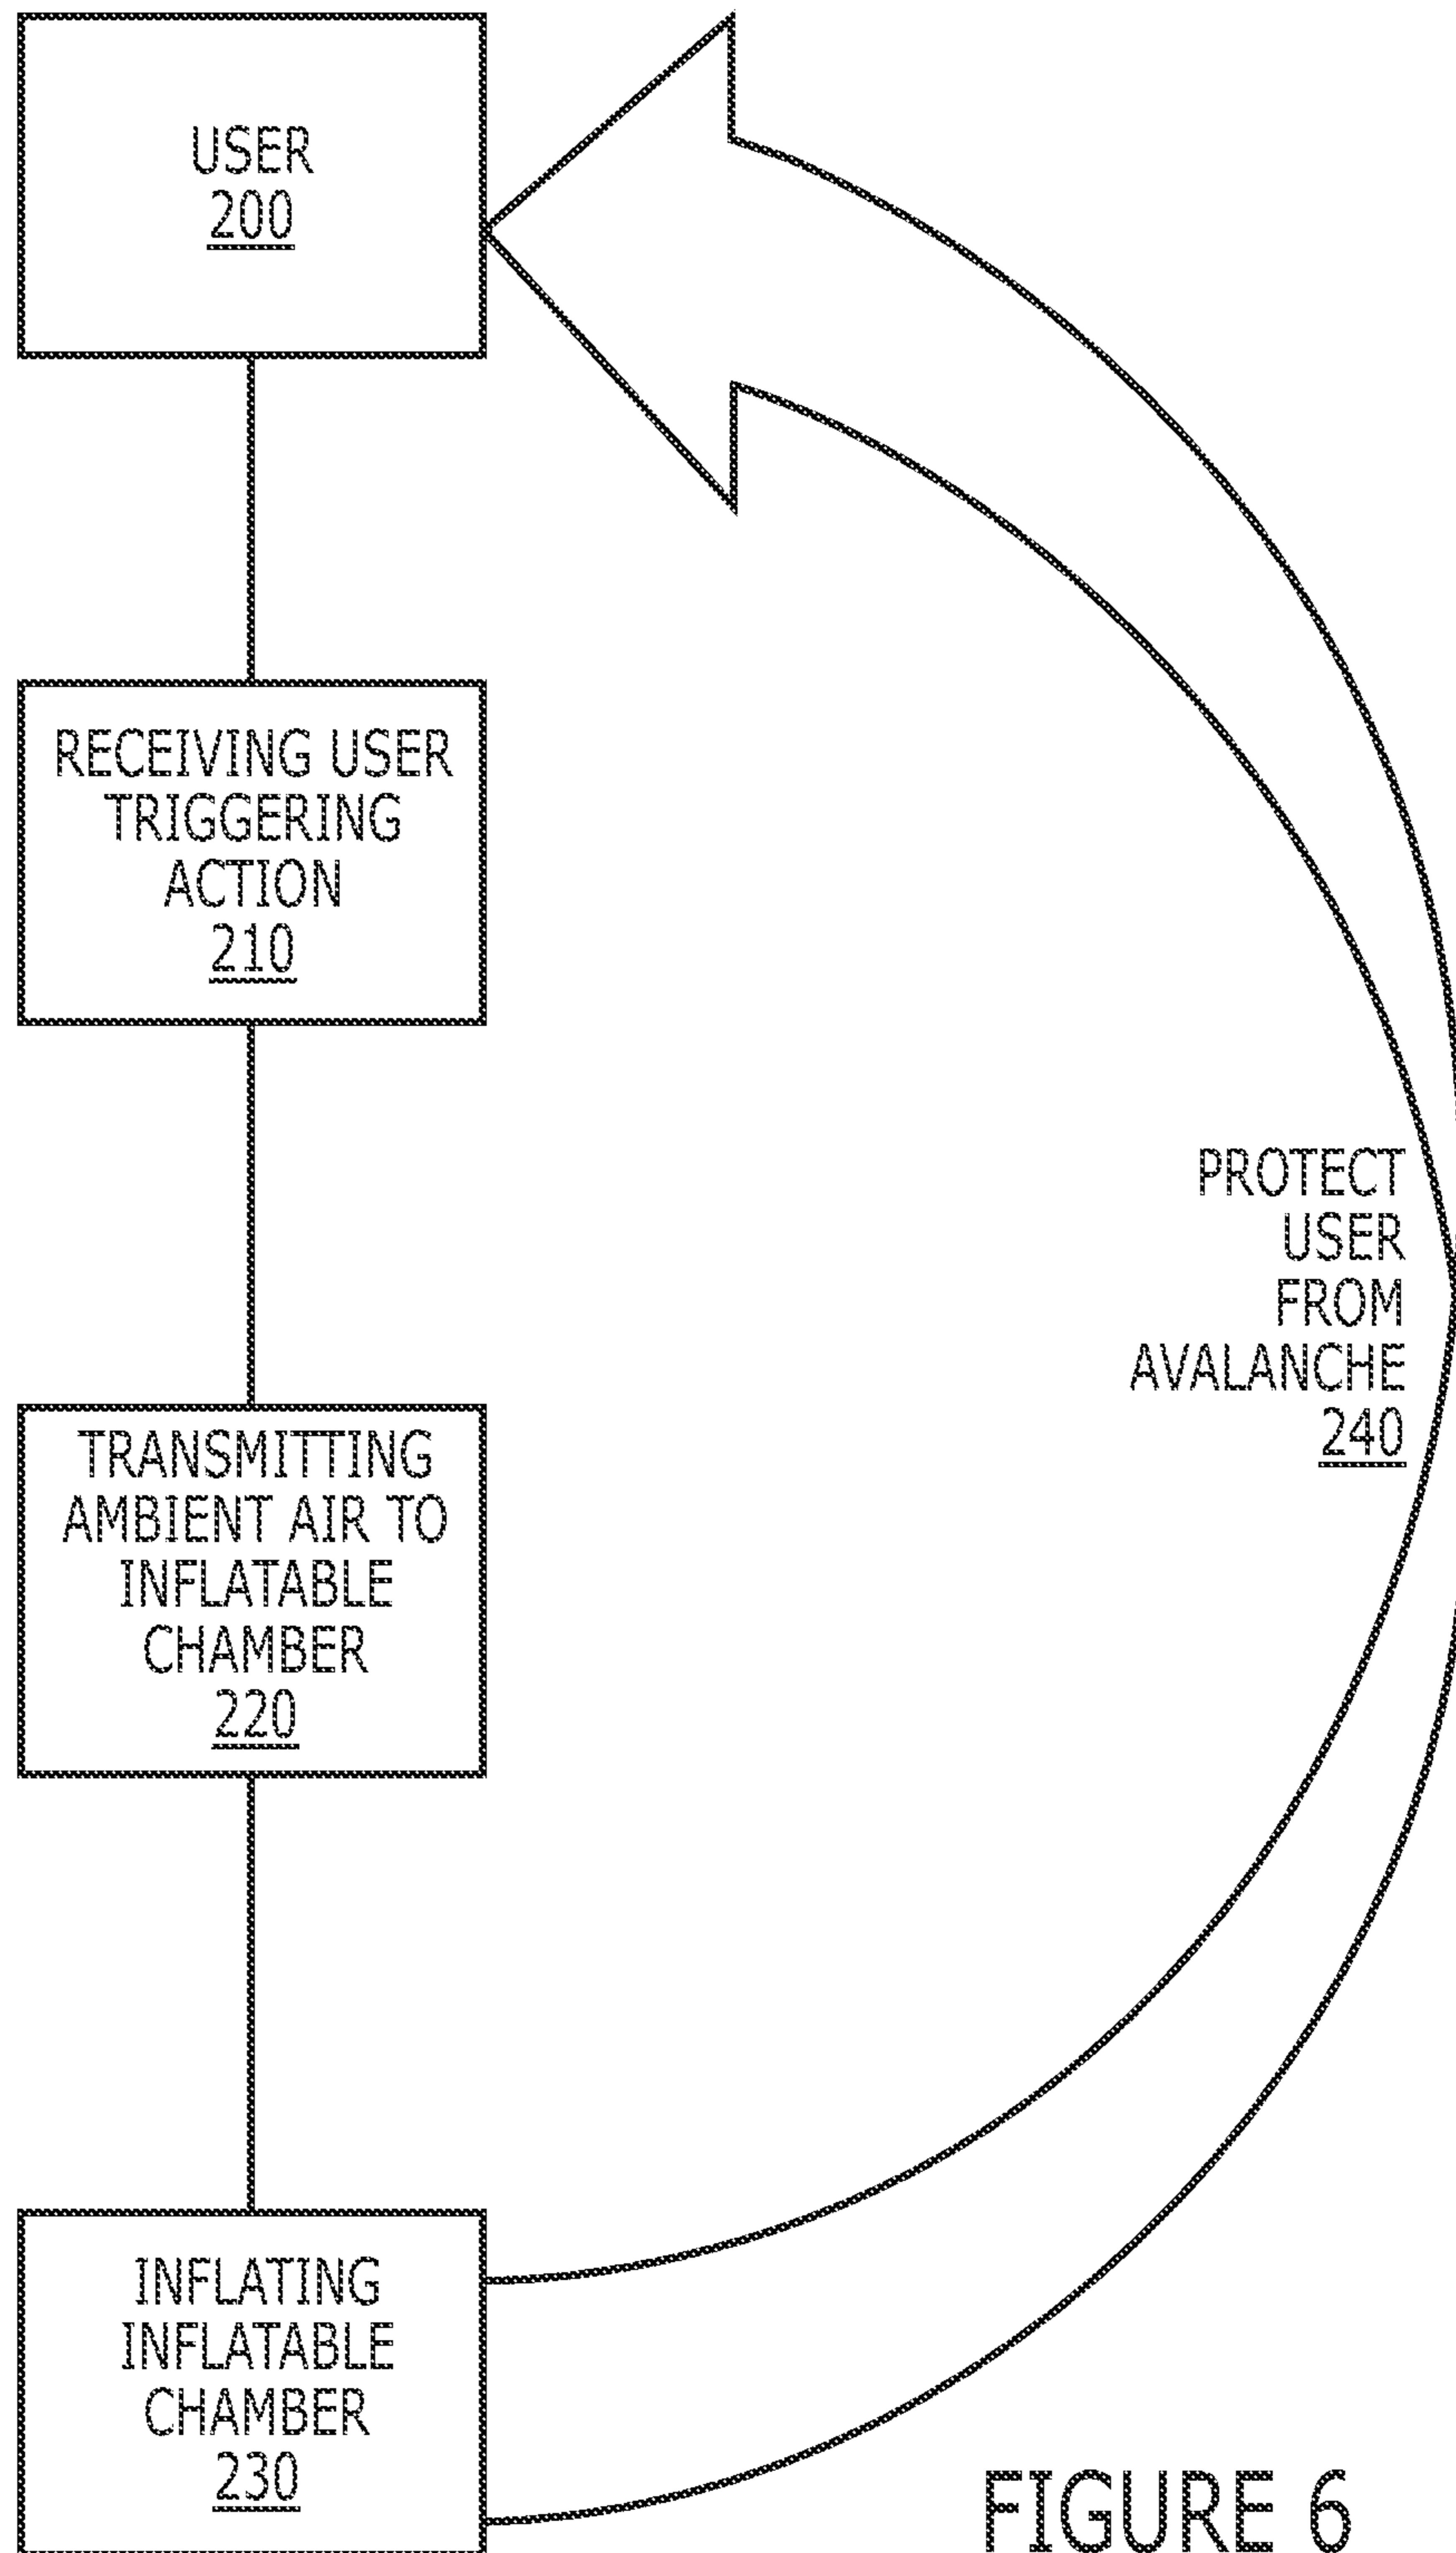 USER
200
RECEIVING USER
TRIGGERING
ACTION
210
PROTECT
USER
FROM
AVALANCHE
240
TRANSMITTING
AMBIENT AIR TO
INFLATABLE
CHAMBER
220
INFLATING
INFLATABLE
CHAMBER
230
FIGURE 6